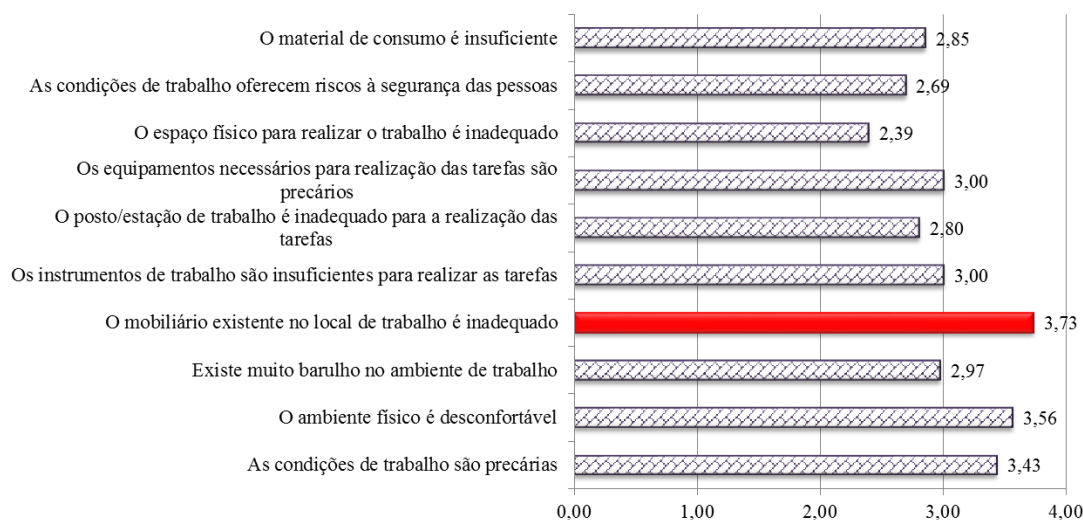 O material de consumo é insuficiente
2,85
As condições de trabalho oferecem riscos à segurança das pessoas
2,69
O espaço físico para realizar o trabalho é inadequado
2,39
Os equipamentos necessários para realização das tarefas são
precários
3,00
O posto/estação de trabalho é inadequado para a realização das
tarefas
2,80
Os instrumentos de trabalho são insuficientes para realizar as tarefas
3,00
O mobiliário existente no local de trabalho é inadequado
3,73
Existe muito barulho no ambiente de trabalho
2,97
O ambiente físico é desconfortável
3,56
As condições de trabalho são precárias
3,43
0,00 1,00 2,00 3,00 4,00